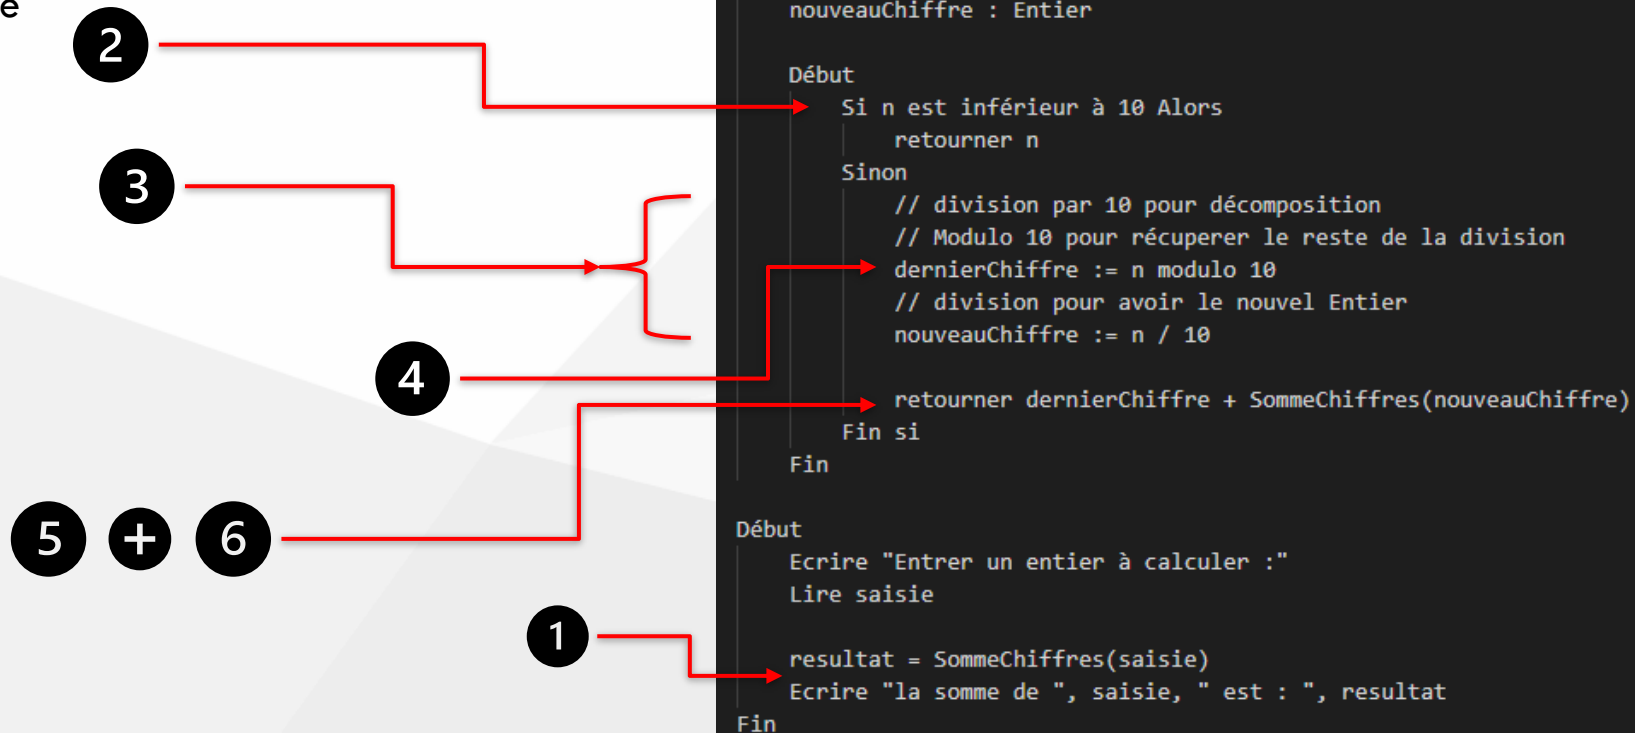 e
nouveauChiffre : Entier
2
Début
Si n est inférieur à 10 Alors
retourner n
3
Sinon
// division par 10 pour décomposition
// Modulo 10 pour récuperer le reste de la division
dernierChiffre := n modulo 10
// division pour avoir le nouvel Entier
nouveauChiffre := n / 10
4
retourner dernierChiffre + SommeChiffres(nouveauChiffre)
Fin si
Fin
5 + 6
Début
Ecrire "Entrer un entier à calculer :"
Lire saisie
1
resultat = SommeChiffres(saisie)
Ecrire "la somme de ", saisie, " est : ", resultat
Fin